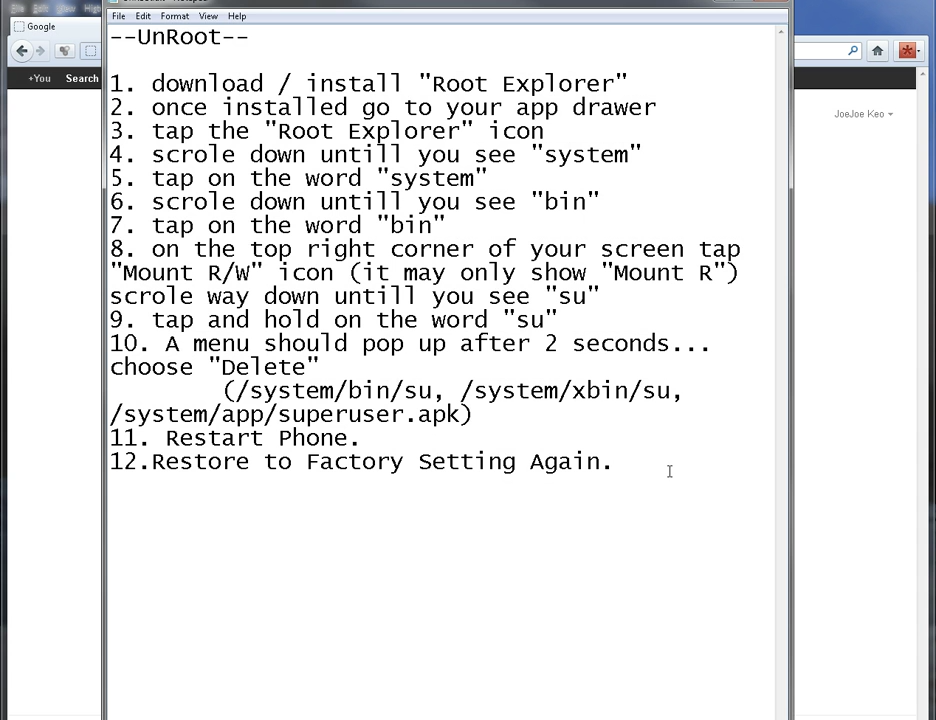 Google
File Edit Format View Help
+You Search
JoeJoe Keo
--UnRoot--
1. download / install "Root Explorer"
2. once installed go to your app drawer
3. tap the "Root Explorer" icon
4. scrole down untill you see "system"
5. tap on the word "system"
6. scrole down untill you see "bin"
7. tap on the word "bin"
8. on the top right corner of your screen tap
"Mount R/W" icon (it may only show "Mount R")
scrole way down untill you see "su"
9. tap and hold on the word "su"
10. A menu should pop up after 2 seconds...
choose "Delete"
(/system/bin/su, /system/xbin/su,
/system/app/superuser.apk)
11. Restart Phone.
12.Restore to Factory Setting Again.